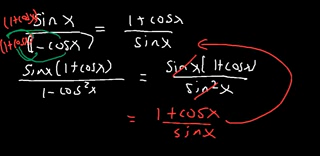 (1+cosx) sinx / (1+cosx) 1-cosx = 1+cosx / sinx
sinx(1+cosx) / 1-cos²x = sinx(1+cosx) / sin²x
= 1+cosx / sinx